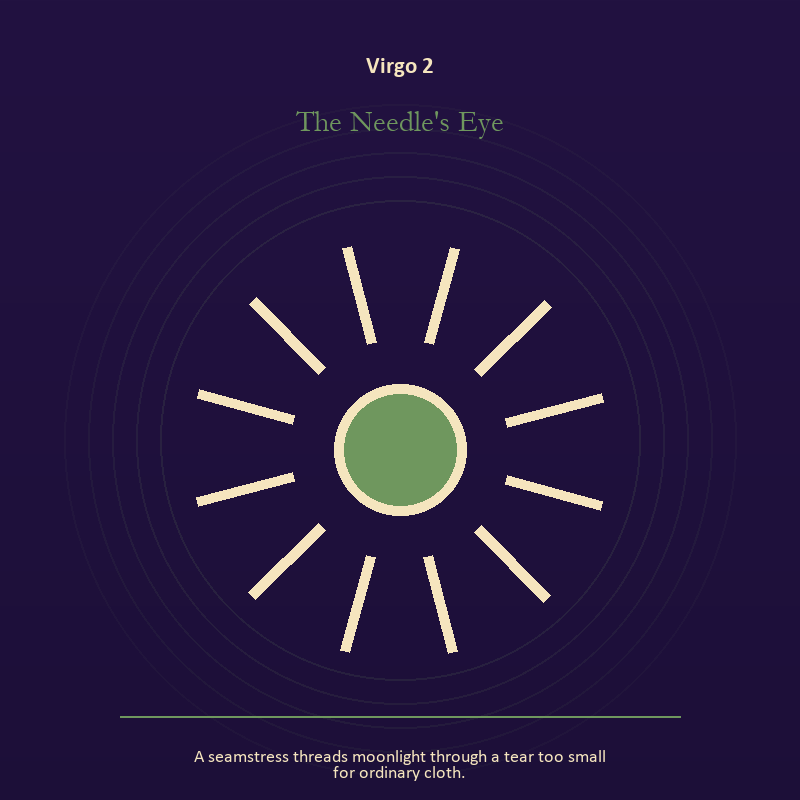 Virgo 2
The Needle's Eye
A seamstress threads moonlight through a tear too small
for ordinary cloth.